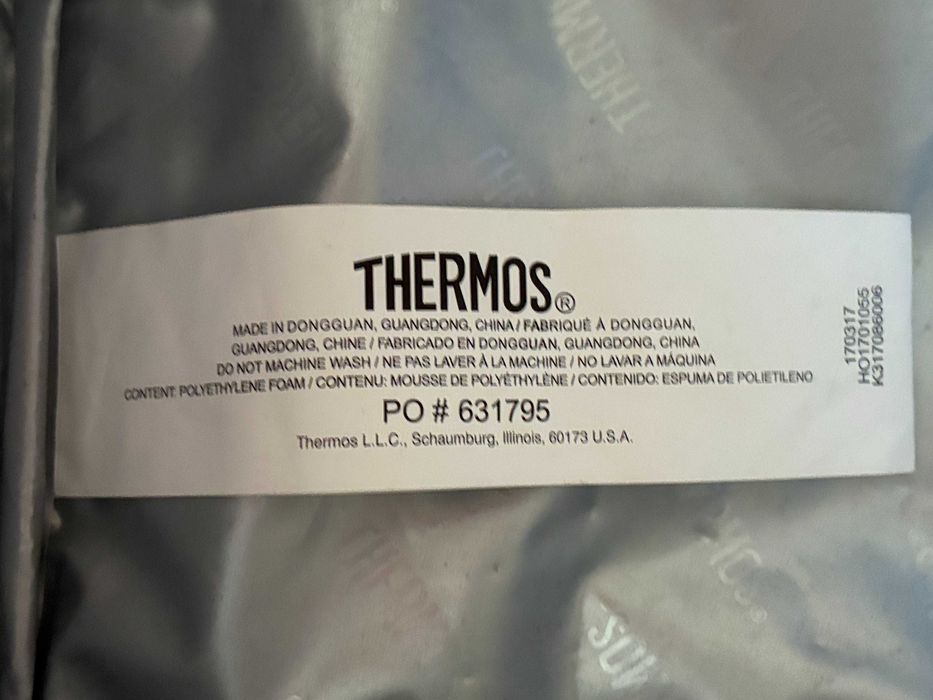 THERMOS®
MADE IN DONGGUAN, GUANGDONG, CHINA / FABRIQUÉ À DONGGUAN,
GUANGDONG, CHINE / FABRICADO EN DONGGUAN, GUANGDONG, CHINA
DO NOT MACHINE WASH / NE PAS LAVER À LA MACHINE / NO LAVAR A MÁQUINA
CONTENT: POLYETHYLENE FOAM / CONTENU: MOUSSE DE POLYÉTHYLÈNE / CONTENIDO: ESPUMA DE POLIETILENO
PO # 631795
Thermos L.L.C., Schaumburg, Illinois, 60173 U.S.A.
170317
HO1701055
K317086006